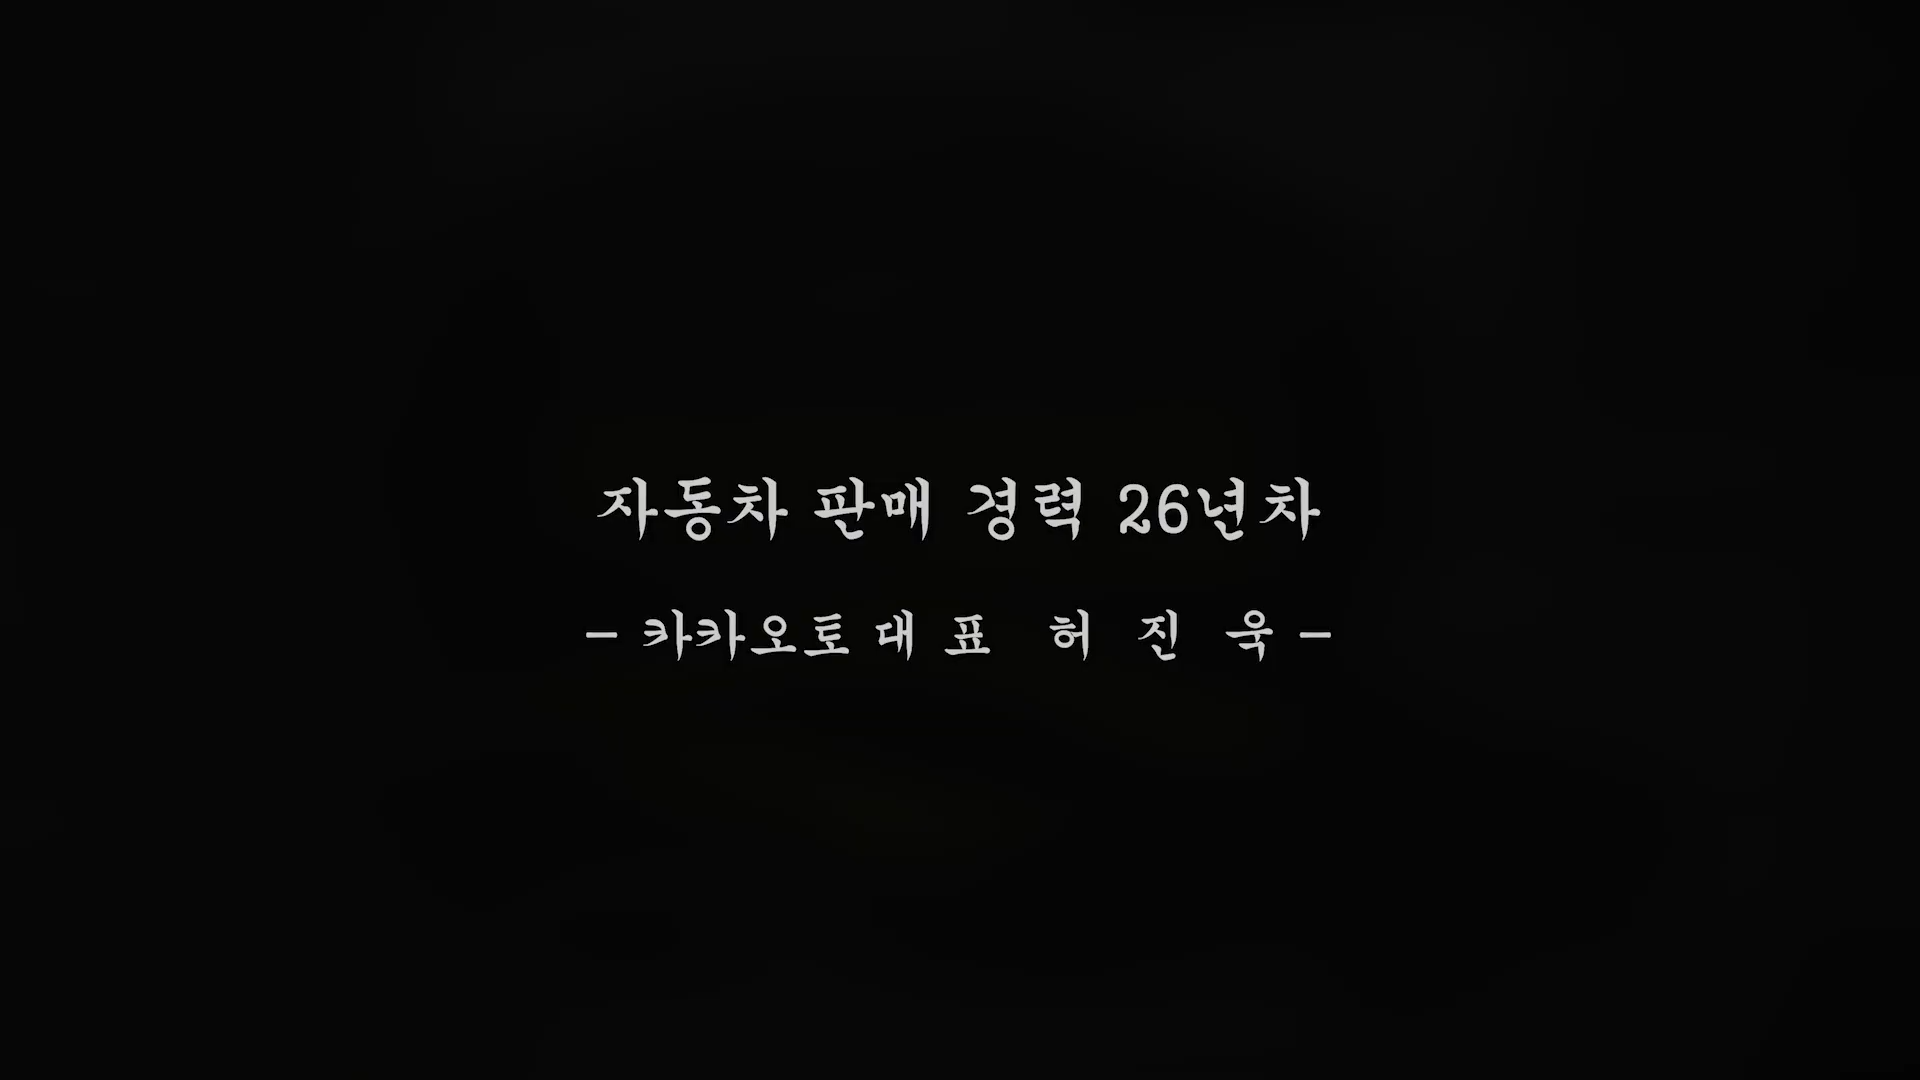 자동차 판매 경력 26년차
- 카카오토 대 표 허 진 욱 -